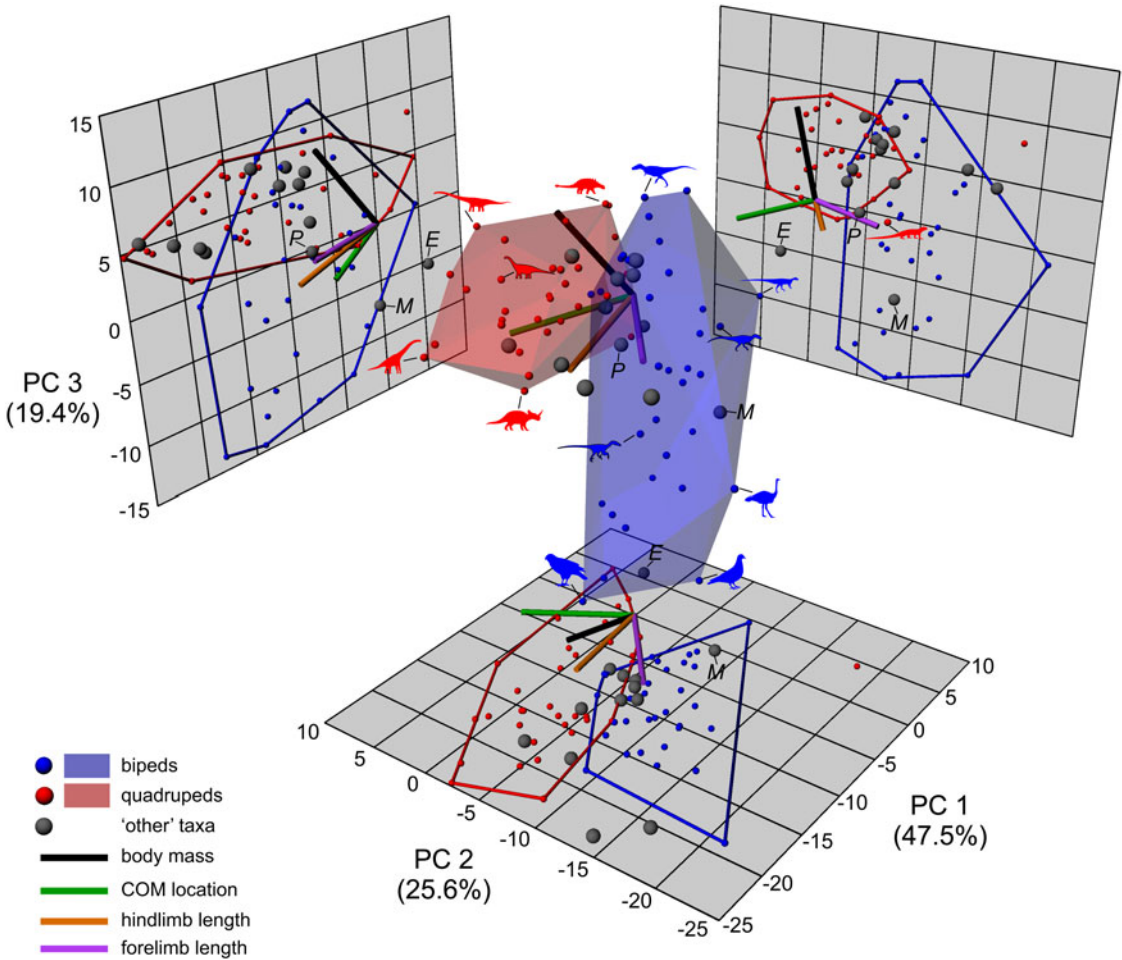 15
10
5
0
-5
-10
-15
PC 3
(19.4%)
P
E
M
E
P
M
P
M
E
M
10
5
0
-5
-10
-15
-20
-25
PC 2
(25.6%)
10
5
0
-5
-10
-15
-20
-25
PC 1
(47.5%)
bipeds
quadrupeds
‘other’ taxa
body mass
COM location
hindlimb length
forelimb length